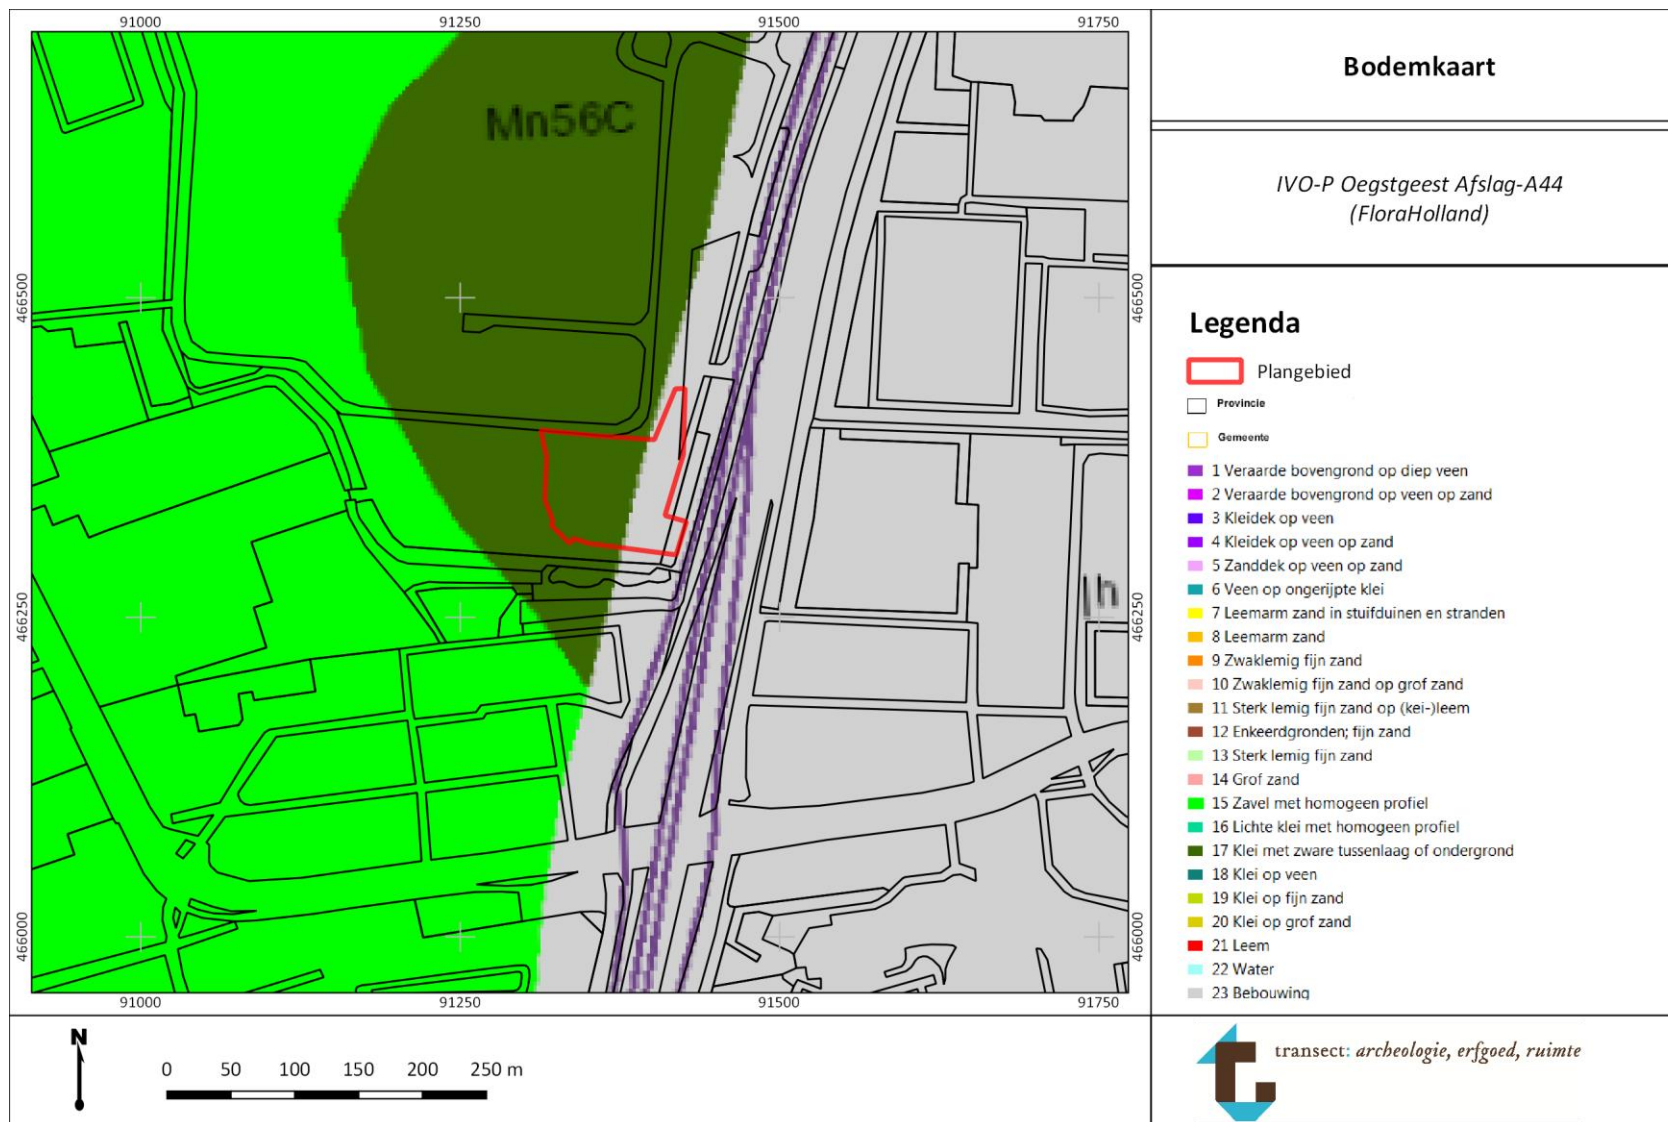 91000 91250 91500 91750
Mn56C
466500 466500
466250 466250
466000 466000
91000 91250 91500 91750
N
0 50 100 150 200 250 m
Bodemkaart
IVO-P Oegstgeest Afslag-A44
(FloraHolland)
Legenda
Plangebied
Provincie
Gemeente
1 Veraarde bovengrond op diep veen
2 Veraarde bovengrond op veen op zand
3 Kleidek op veen
4 Kleidek op veen op zand
5 Zanddek op veen op zand
6 Veen op ongerijpte klei
7 Leemarm zand in stuifduinen en stranden
8 Leemarm zand
9 Zwaklemig fijn zand
10 Zwaklemig fijn zand op grof zand
11 Sterk lemig fijn zand op (kei-)leem
12 Enkeerdgronden; fijn zand
13 Sterk lemig fijn zand
14 Grof zand
15 Zavel met homogeen profiel
16 Lichte klei met homogeen profiel
17 Klei met zware tussenlaag of ondergrond
18 Klei op veen
19 Klei op fijn zand
20 Klei op grof zand
21 Leem
22 Water
23 Bebouwing
transect: archeologie, erfgoed, ruimte